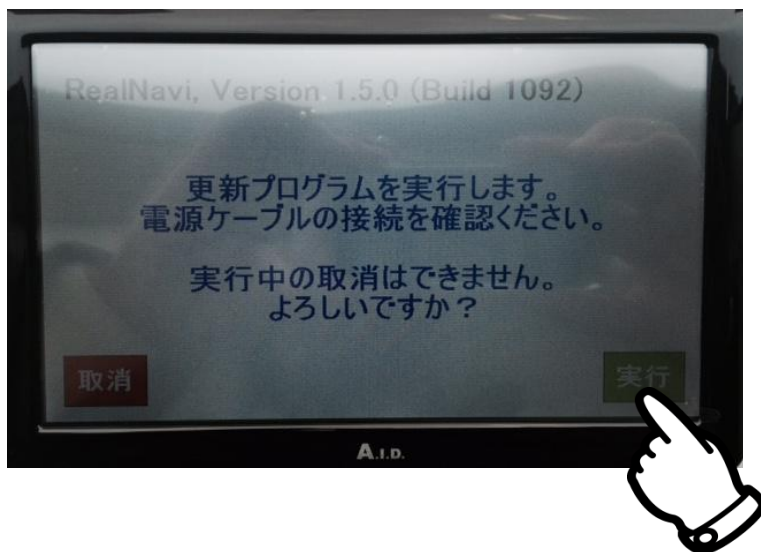 RealNavi, Version 1.5.0 (Build 1092)
更新プログラムを実行します。
電源ケーブルの接続を確認ください。
実行中の取消はできません。
よろしいですか？
取消
実行
A.I.D.